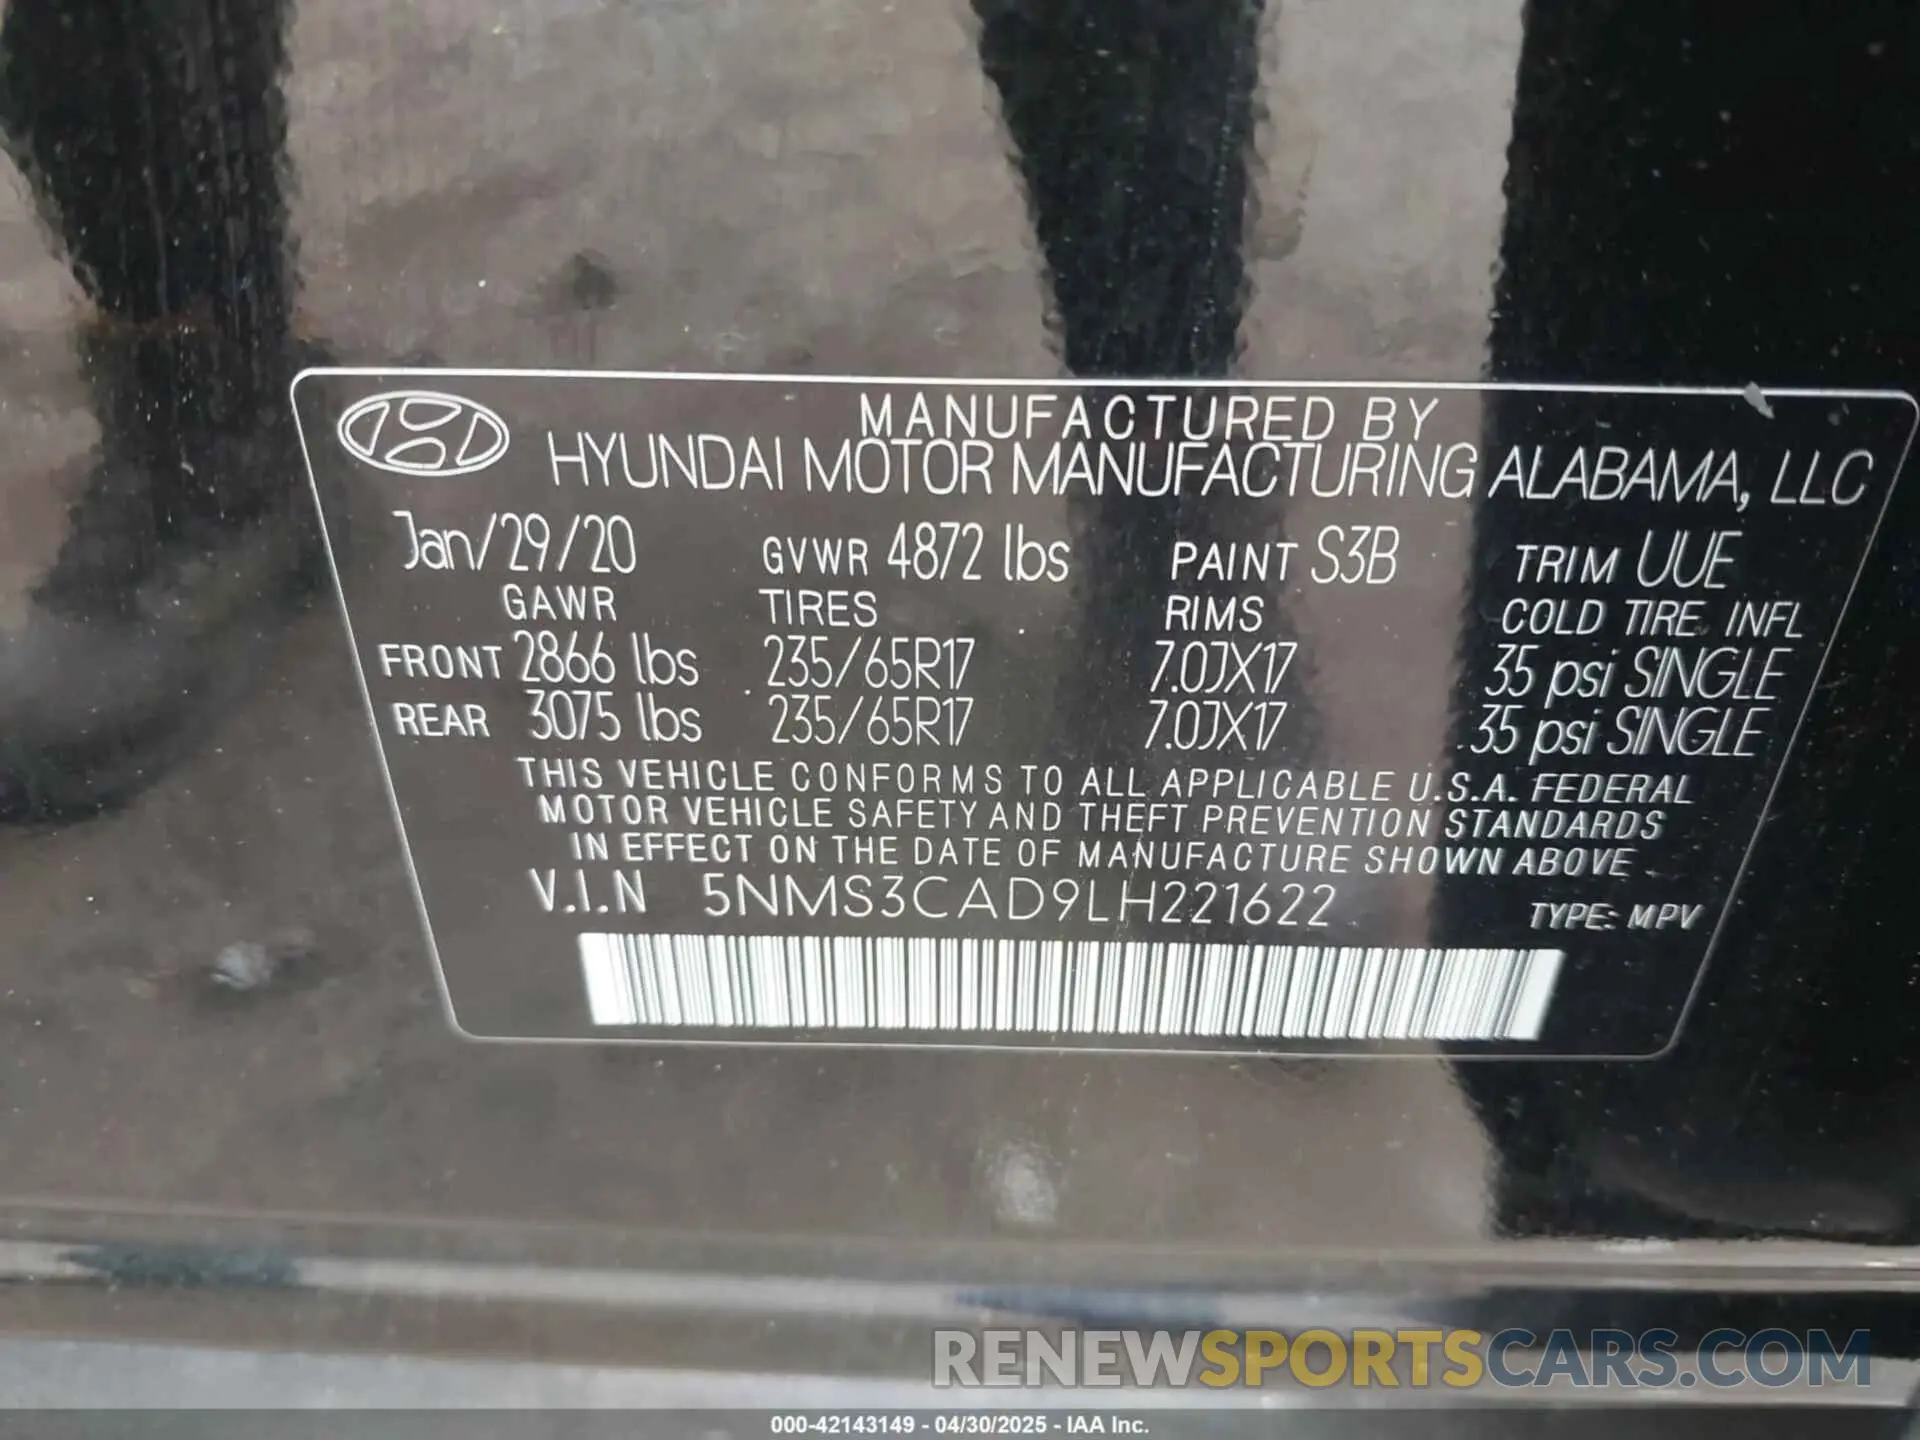 MANUFACTURED BY
HYUNDAI MOTOR MANUFACTURING ALABAMA, LLC
Jan/29/20 GVWR 4872 lbs PAINT S3B TRIM UUE
GAWR TIRES RIMS COLD TIRE INFL
FRONT 2866 lbs 235/65R17 7.0JX17 35 psi SINGLE
REAR 3075 lbs 235/65R17 7.0JX17 35 psi SINGLE
THIS VEHICLE CONFORMS TO ALL APPLICABLE U.S.A. FEDERAL
MOTOR VEHICLE SAFETY AND THEFT PREVENTION STANDARDS
IN EFFECT ON THE DATE OF MANUFACTURE SHOWN ABOVE
V.I.N 5NMS3CAD9LH221622 TYPE: MPV
RENEWSPORTSCARS.COM
000-42143149 - 04/30/2025 - IAA Inc.